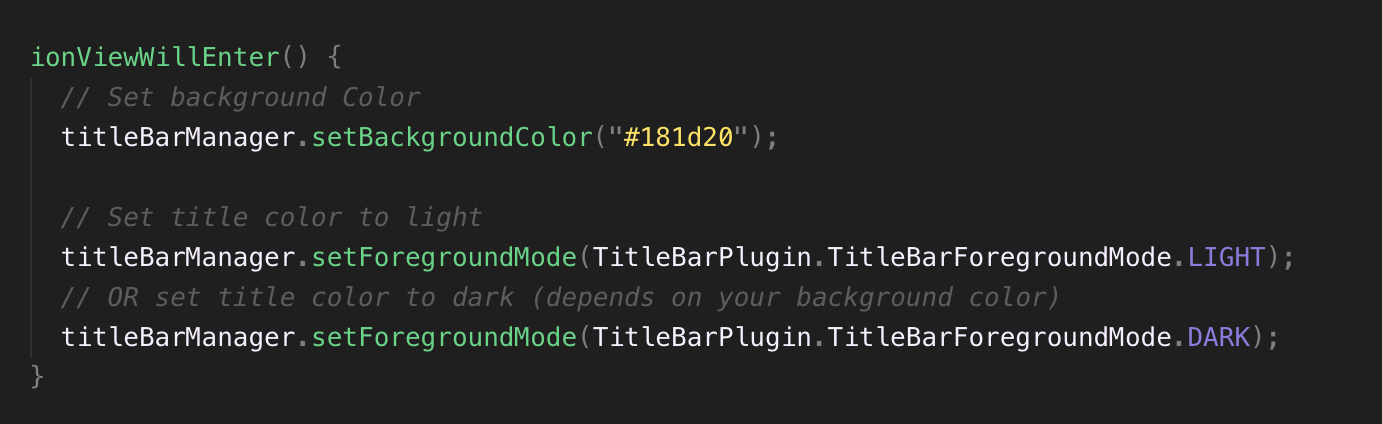 ionViewWillEnter() {
// Set background Color
titleBarManager.setBackgroundColor("#181d20");
// Set title color to light
titleBarManager.setForegroundMode(TitleBarPlugin.TitleBarForegroundMode.LIGHT);
// OR set title color to dark (depends on your background color)
titleBarManager.setForegroundMode(TitleBarPlugin.TitleBarForegroundMode.DARK);
}